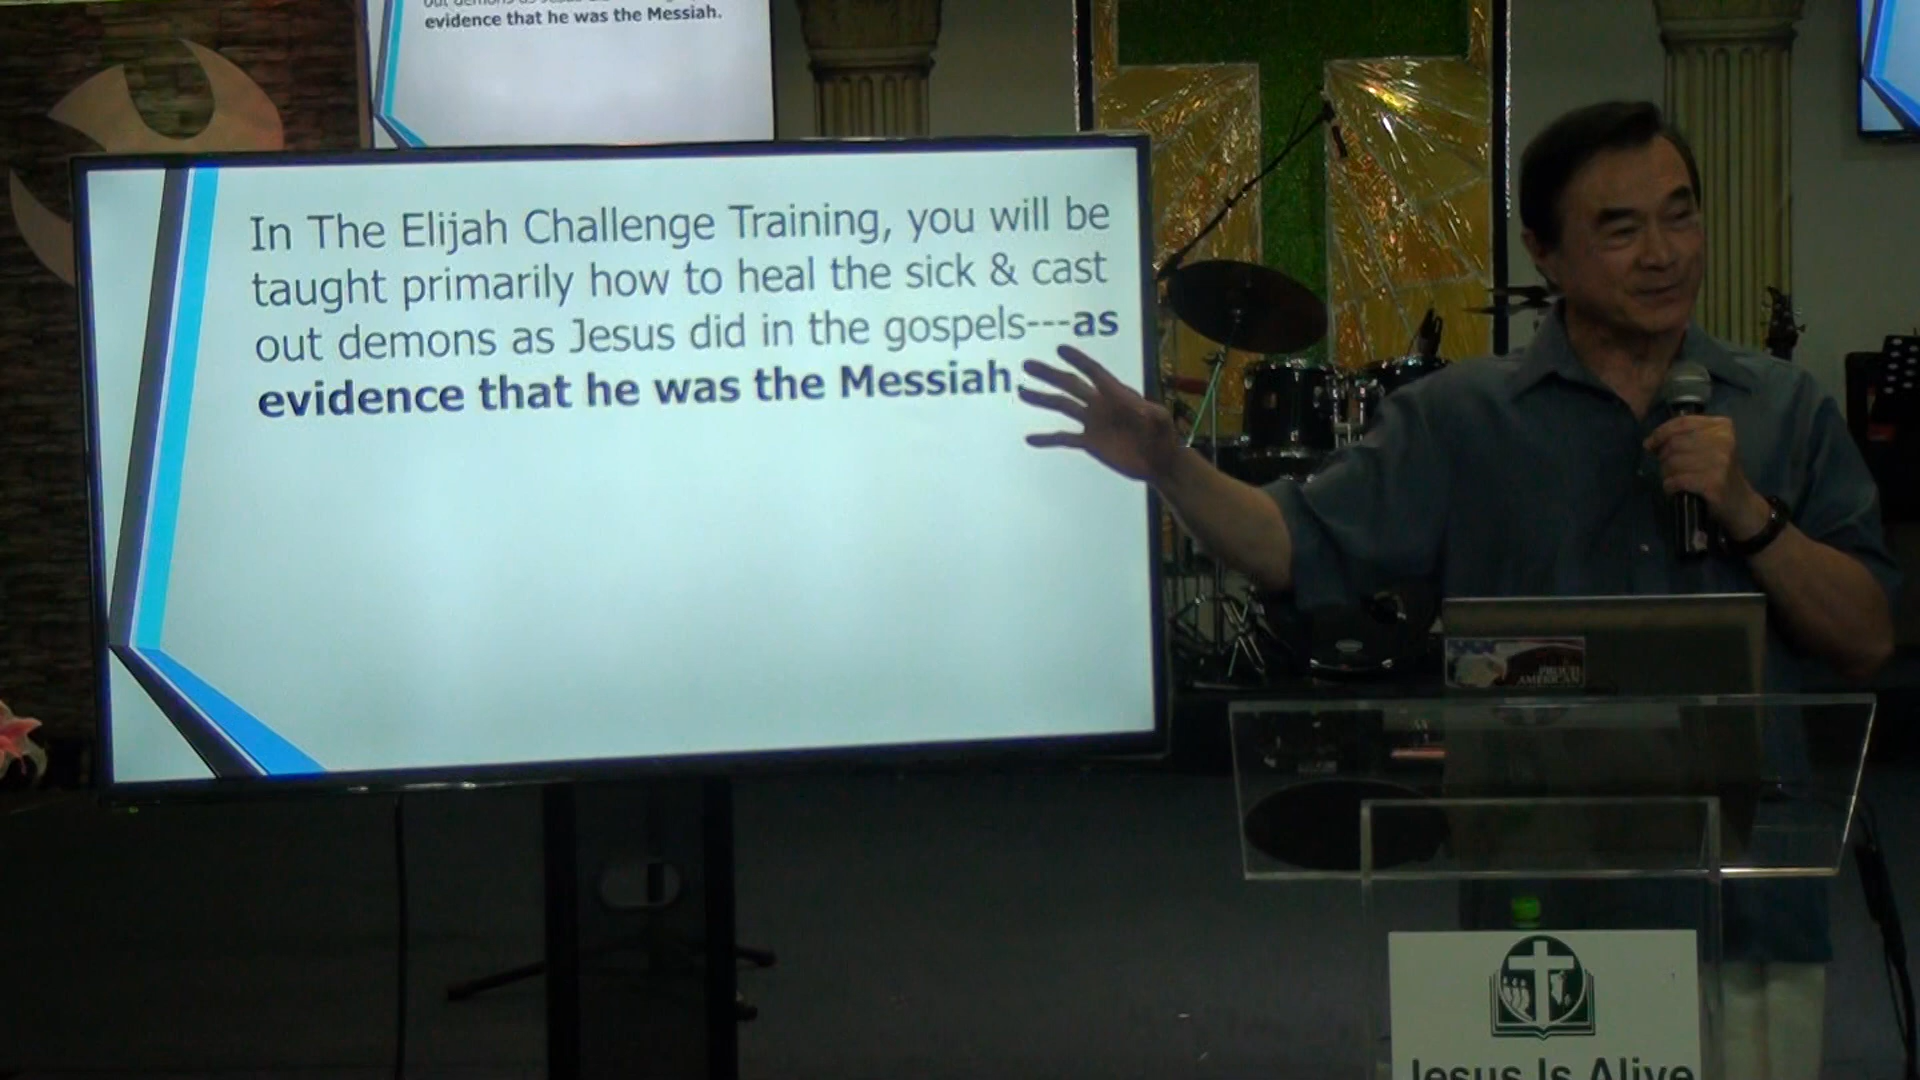 evidence that he was the Messiah.
In The Elijah Challenge Training, you will be
taught primarily how to heal the sick & cast
out demons as Jesus did in the gospels---as
evidence that he was the Messiah.
PROUD
AMERICAN
Jesus Is Alive